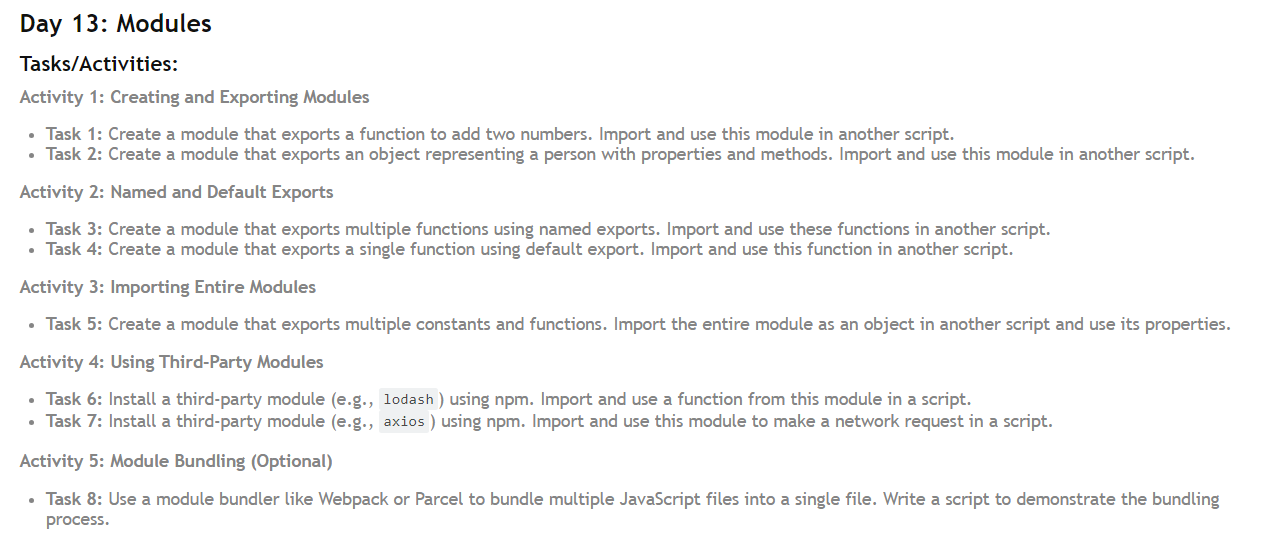 Day 13: Modules
Tasks/Activities:
Activity 1: Creating and Exporting Modules
• Task 1: Create a module that exports a function to add two numbers. Import and use this module in another script.
• Task 2: Create a module that exports an object representing a person with properties and methods. Import and use this module in another script.
Activity 2: Named and Default Exports
• Task 3: Create a module that exports multiple functions using named exports. Import and use these functions in another script.
• Task 4: Create a module that exports a single function using default export. Import and use this function in another script.
Activity 3: Importing Entire Modules
• Task 5: Create a module that exports multiple constants and functions. Import the entire module as an object in another script and use its properties.
Activity 4: Using Third-Party Modules
• Task 6: Install a third-party module (e.g., lodash) using npm. Import and use a function from this module in a script.
• Task 7: Install a third-party module (e.g., axios) using npm. Import and use this module to make a network request in a script.
Activity 5: Module Bundling (Optional)
• Task 8: Use a module bundler like Webpack or Parcel to bundle multiple JavaScript files into a single file. Write a script to demonstrate the bundling
process.